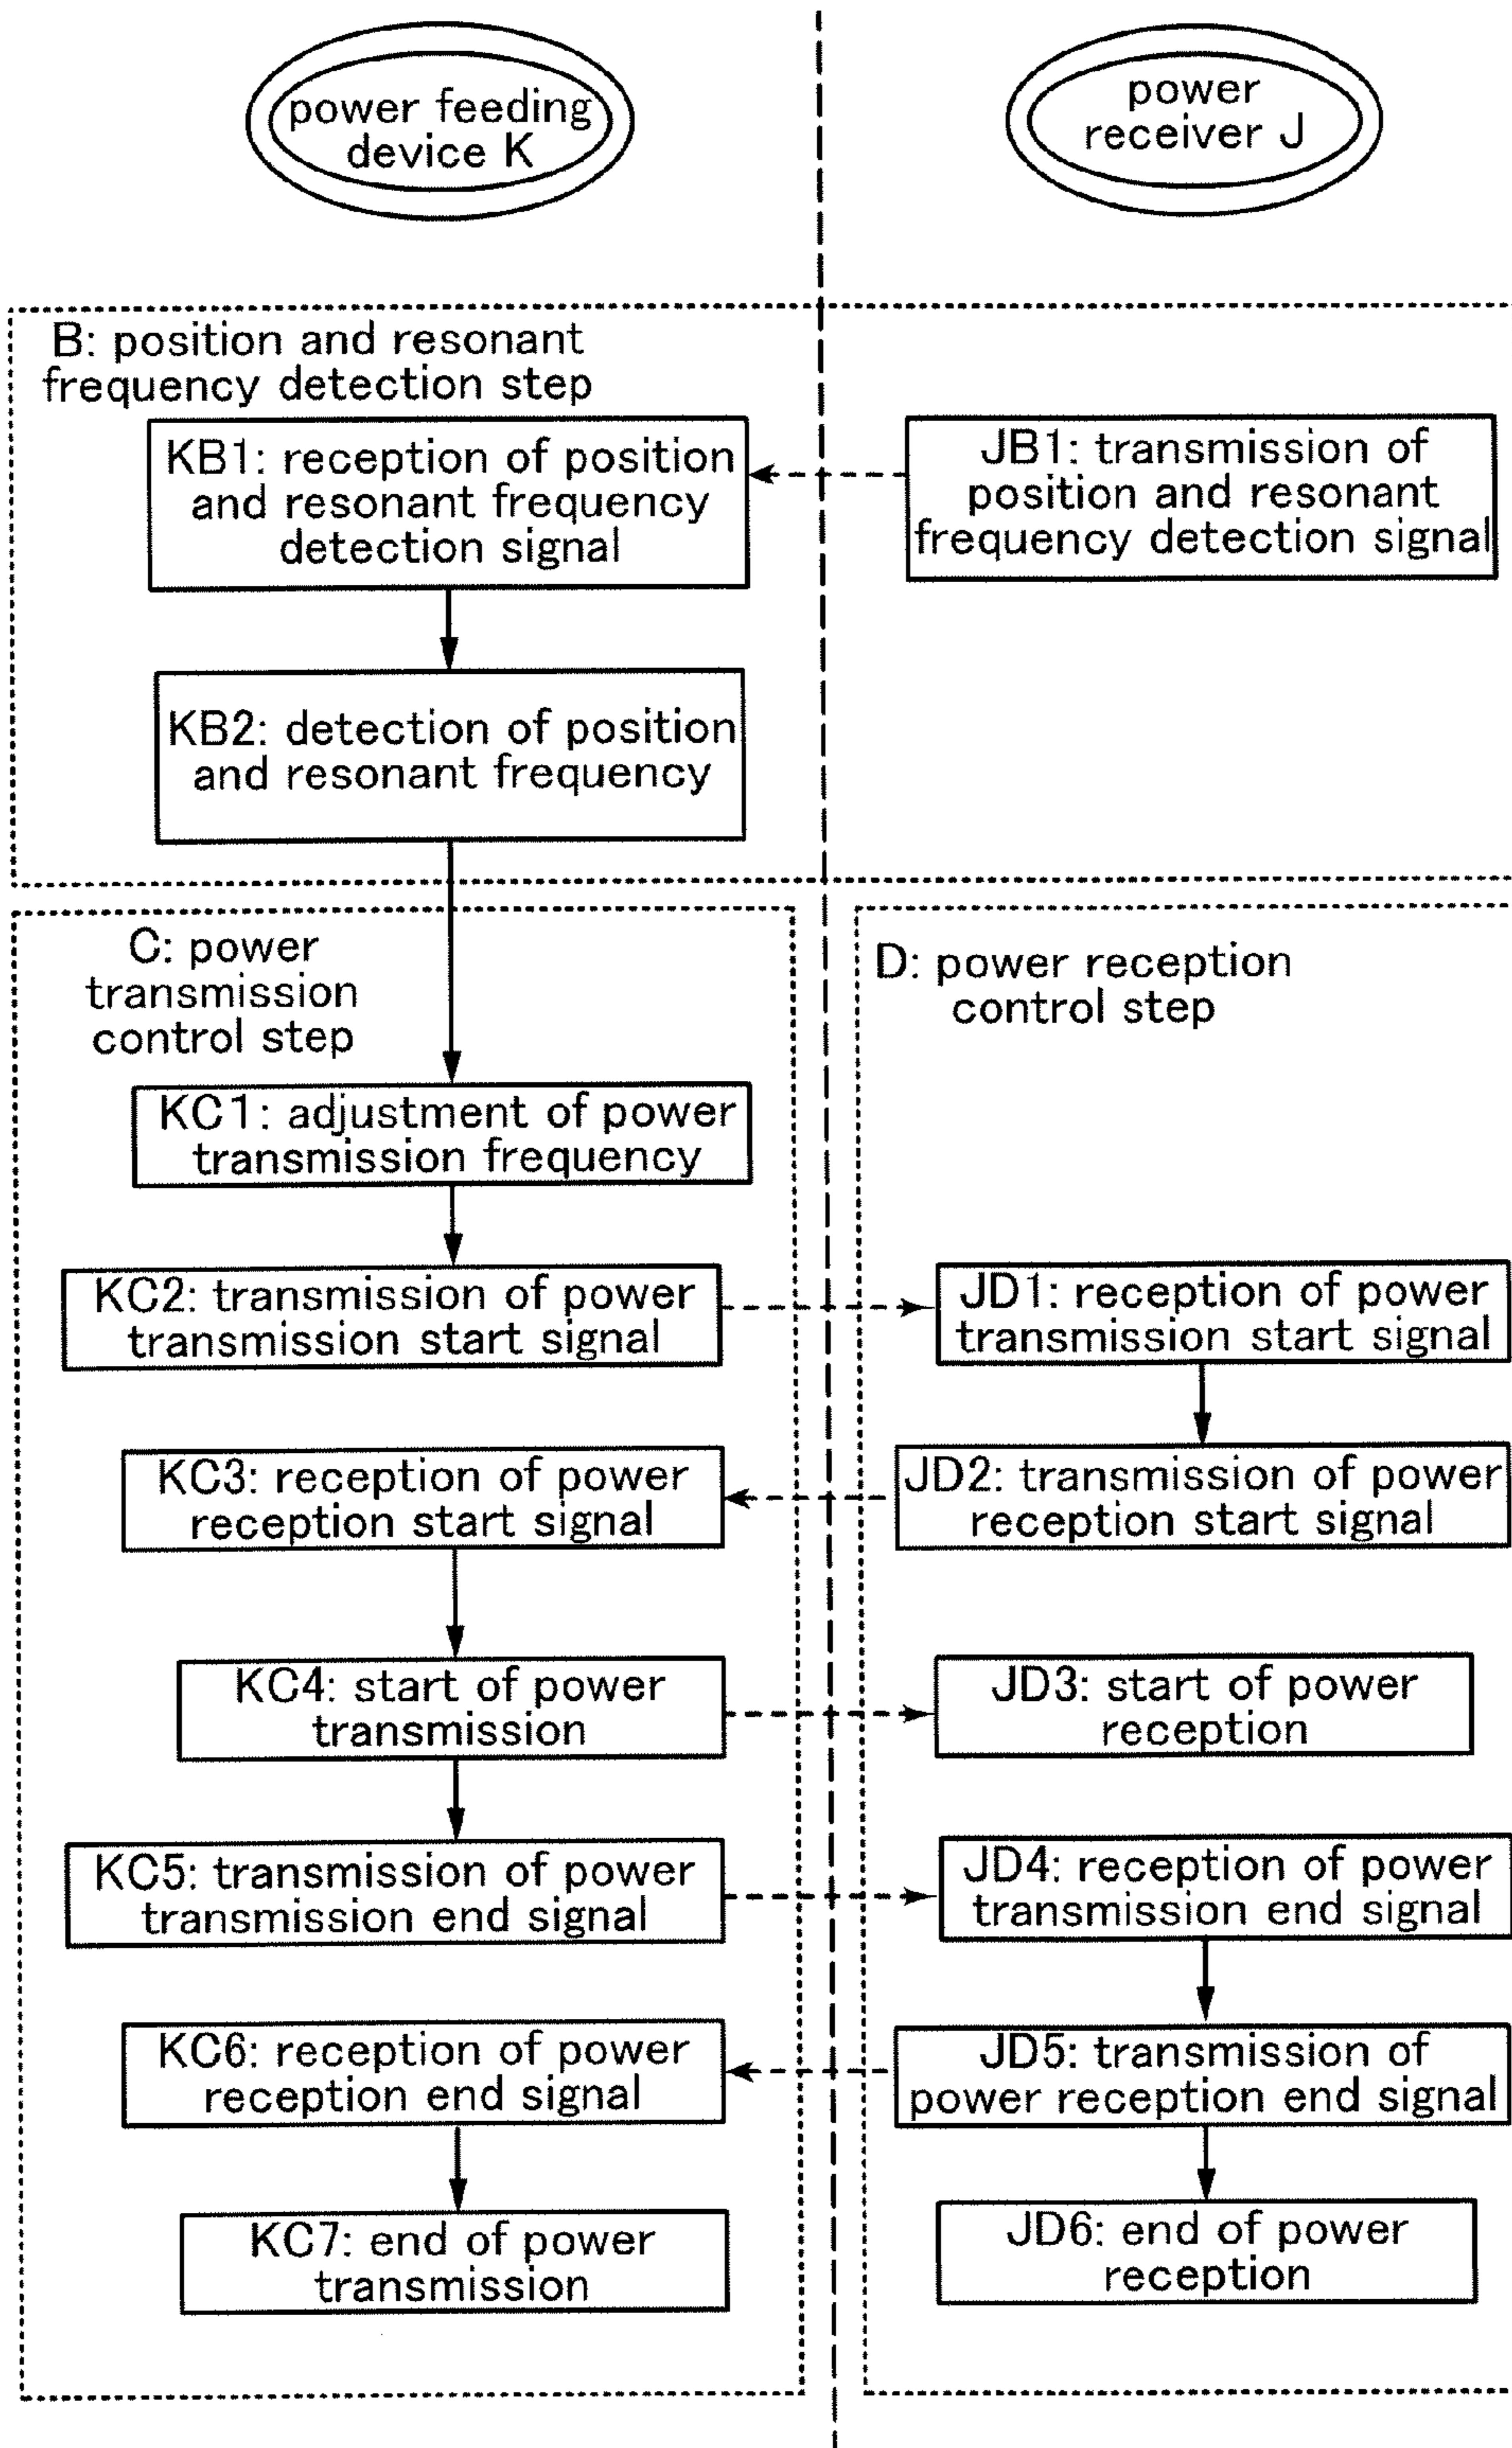 power feeding
device K
power
receiver J
B: position and resonant
frequency detection step
KB1: reception of position
and resonant frequency
detection signal
JB1: transmission of
position and resonant
frequency detection signal
KB2: detection of position
and resonant frequency
C: power
transmission
control step
D: power reception
control step
KC1: adjustment of power
transmission frequency
KC2: transmission of power
transmission start signal
JD1: reception of power
transmission start signal
KC3: reception of power
reception start signal
JD2: transmission of power
reception start signal
KC4: start of power
transmission
JD3: start of power
reception
KC5: transmission of power
transmission end signal
JD4: reception of power
transmission end signal
KC6: reception of power
reception end signal
JD5: transmission of
power reception end signal
KC7: end of power
transmission
JD6: end of power
reception